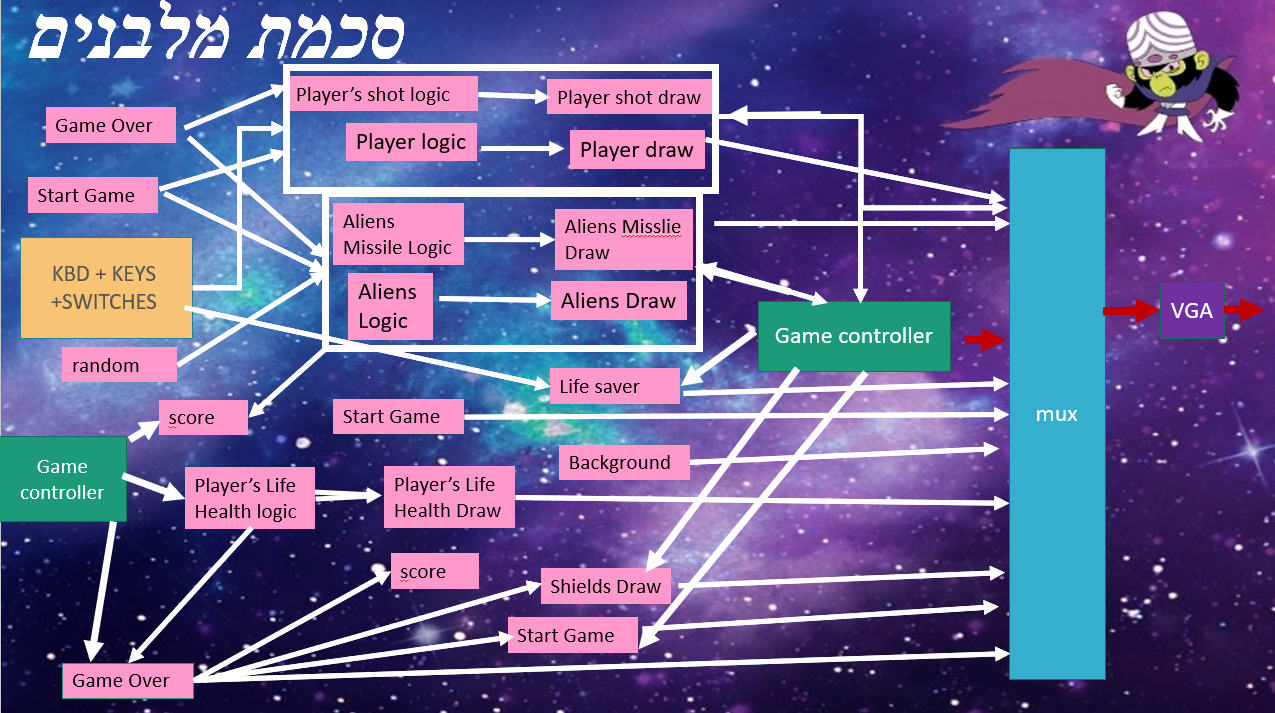 סכמת מלבנים
Player's shot logic
Player shot draw
Game Over
Player logic
Player draw
Start Game
Aliens
Missile Logic
Aliens Misslie
Draw
KBD + KEYS
+SWITCHES
Aliens
Logic
Aliens Draw
VGA
Game controller
random
Life saver
score
Start Game
mux
Game
controller
Background
Player's Life
Health logic
Player's Life
Health Draw
score
Shields Draw
Start Game
Game Over